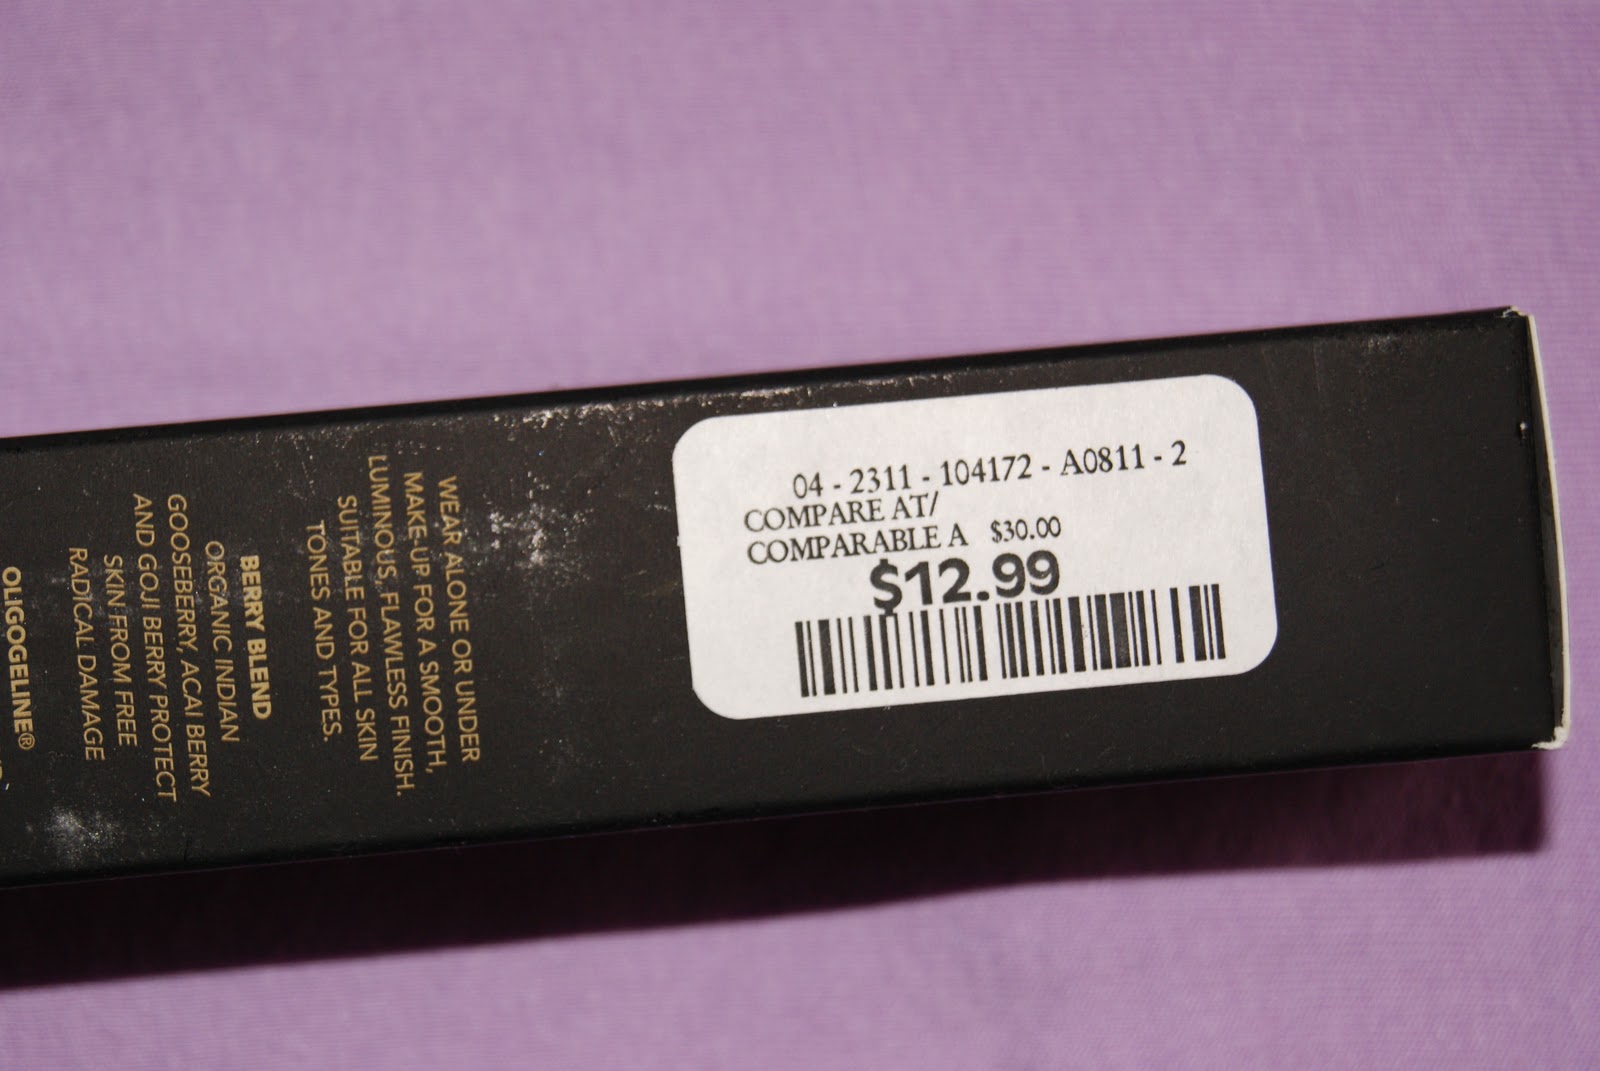 04 - 2311 - 104172 - A0811 - 2
COMPARE AT/
COMPARABLE A $30.00
$12.99
WEAR ALONE OR UNDER
MAKE-UP FOR A SMOOTH,
LUMINOUS, FLAWLESS FINISH.
SUITABLE FOR ALL SKIN
TONES AND TYPES.
BERRY BLEND
ORGANIC INDIAN
GOOSEBERRY, ACAI BERRY
AND GOJI BERRY PROTECT
SKIN FROM FREE
RADICAL DAMAGE
OLIGOGELINE®